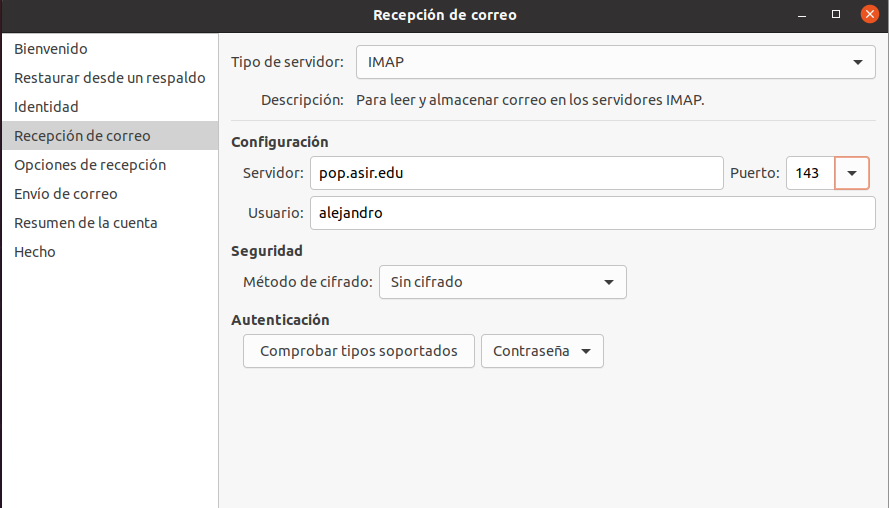 Recepción de correo
Bienvenido
Restaurar desde un respaldo
Identidad
Recepción de correo
Opciones de recepción
Envío de correo
Resumen de la cuenta
Hecho
Tipo de servidor: IMAP
Descripción: Para leer y almacenar correo en los servidores IMAP.
Configuración
Servidor: pop.asir.edu Puerto: 143
Usuario: alejandro
Seguridad
Método de cifrado: Sin cifrado
Autenticación
Comprobar tipos soportados Contraseña